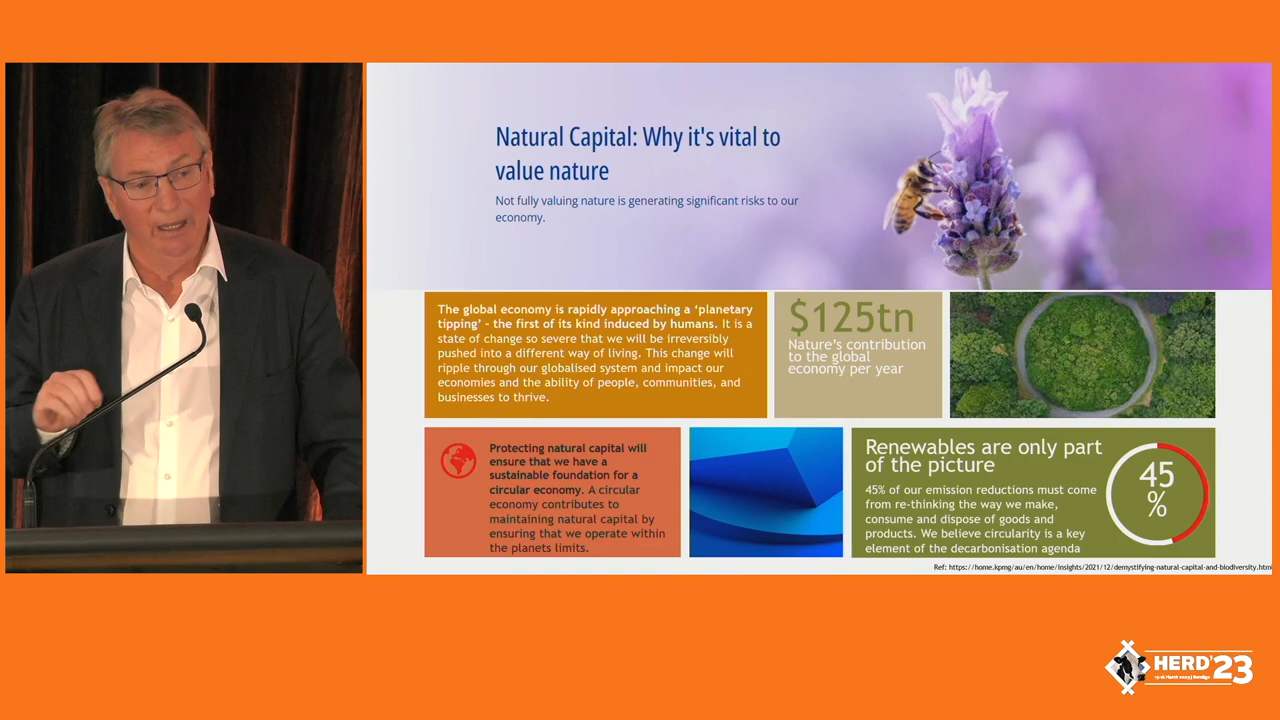 Natural Capital: Why it's vital to
value nature
Not fully valuing nature is generating significant risks to our
economy.
The global economy is rapidly approaching a ‘planetary
tipping’ - the first of its kind induced by humans. It is a
state of change so severe that we will be irreversibly
pushed into a different way of living. This change will
ripple through our globalised system and impact our
economies and the ability of people, communities, and
businesses to thrive.
$125tn
Nature’s contribution
to the global
economy per year
Protecting natural capital will
ensure that we have a
sustainable foundation for a
circular economy. A circular
economy contributes to
maintaining natural capital by
ensuring that we operate within
the planets limits.
Renewables are only part
of the picture
45% of our emission reductions must come
from re-thinking the way we make,
consume and dispose of goods and
products. We believe circularity is a key
element of the decarbonisation agenda
45
%
Ref: https://home.kpmg/au/en/home/insights/2021/12/demystifying-natural-capital-and-biodiversity.html
HERD'23
March 2023 | Bendigo